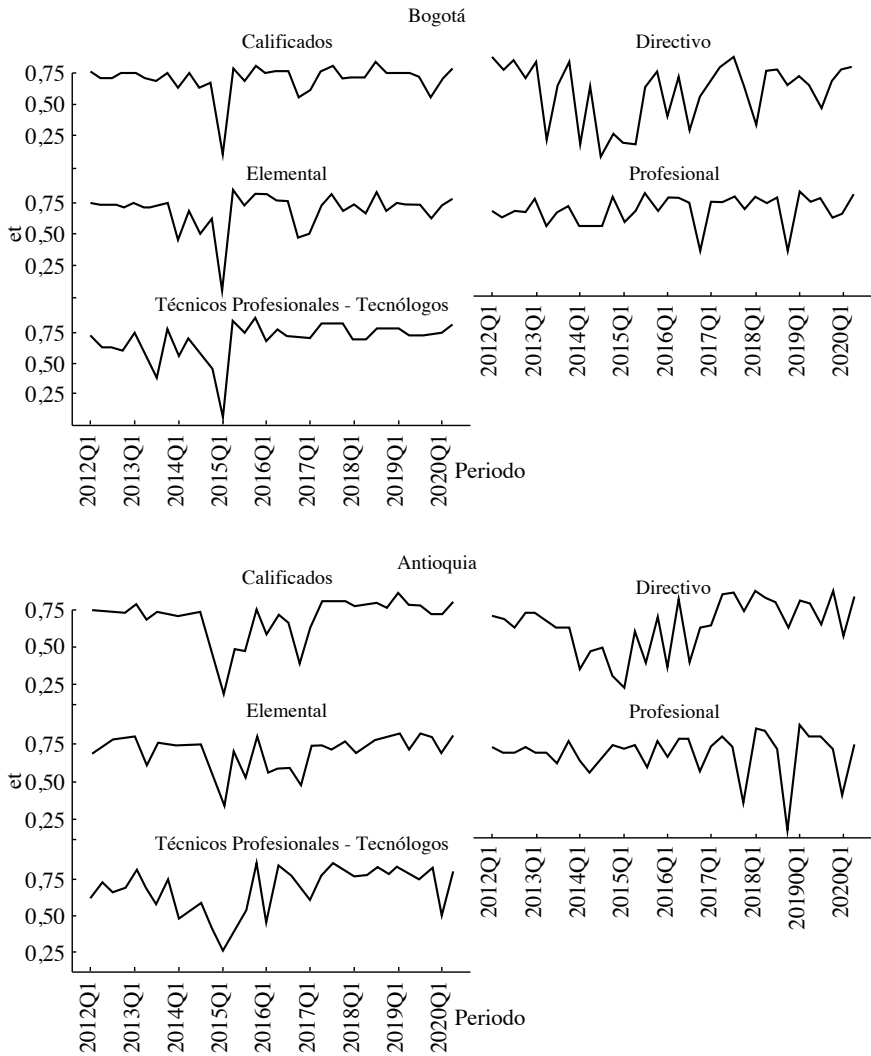 Bogotá
Calificados
Directivo
0,75
0,50
0,25
Elemental
Profesional
0,75
0,50
0,25
et
Técnicos Profesionales - Tecnólogos
0,75
0,50
0,25
2012Q1 2013Q1 2014Q1 2015Q1 2016Q1 2017Q1 2018Q1 2019Q1 2020Q1
2012Q1 2013Q1 2014Q1 2015Q1 2016Q1 2017Q1 2018Q1 2019Q1 2020Q1
Periodo
Antioquia
Calificados
Directivo
0,75
0,50
0,25
Elemental
Profesional
0,75
0,50
0,25
et
Técnicos Profesionales - Tecnólogos
0,75
0,50
0,25
2012Q1 2013Q1 2014Q1 2015Q1 2016Q1 2017Q1 2018Q1 20190Q1 2020Q1
2012Q1 2013Q1 2014Q1 2015Q1 2016Q1 2017Q1 2018Q1 2019Q1 2020Q1
Periodo